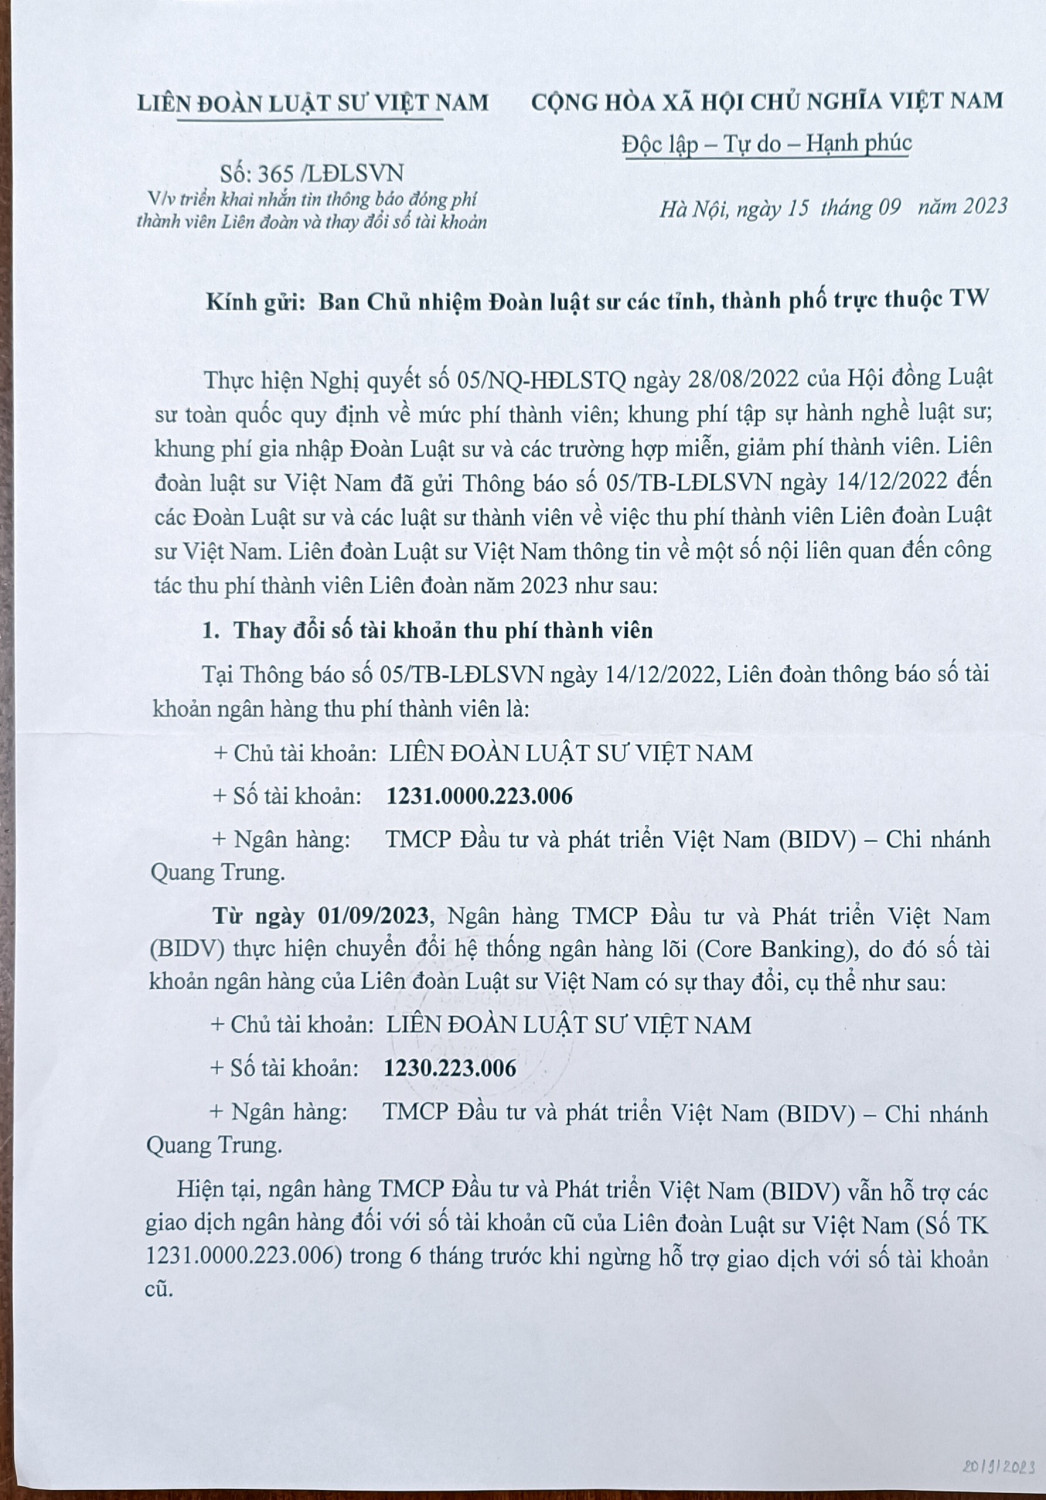 LIÊN ĐOÀN LUẬT SƯ VIỆT NAM
CỘNG HÒA XÃ HỘI CHỦ NGHĨA VIỆT NAM
Độc lập – Tự do – Hạnh phúc
Số: 365 /LĐLSVN
V/v triển khai nhắn tin thông báo đóng phí
thành viên Liên đoàn và thay đổi số tài khoản
Hà Nội, ngày 15 tháng 09 năm 2023
Kính gửi: Ban Chủ nhiệm Đoàn luật sư các tỉnh, thành phố trực thuộc TW
Thực hiện Nghị quyết số 05/NQ-HĐLSTQ ngày 28/08/2022 của Hội đồng Luật
sư toàn quốc quy định về mức phí thành viên; khung phí tập sự hành nghề luật sư;
khung phí gia nhập Đoàn Luật sư và các trường hợp miễn, giảm phí thành viên. Liên
đoàn luật sư Việt Nam đã gửi Thông báo số 05/TB-LĐLSVN ngày 14/12/2022 đến
các Đoàn Luật sư và các luật sư thành viên về việc thu phí thành viên Liên đoàn Luật
sư Việt Nam. Liên đoàn Luật sư Việt Nam thông tin về một số nội liên quan đến công
tác thu phí thành viên Liên đoàn năm 2023 như sau:
1. Thay đổi số tài khoản thu phí thành viên
Tại Thông báo số 05/TB-LĐLSVN ngày 14/12/2022, Liên đoàn thông báo số tài
khoản ngân hàng thu phí thành viên là:
+ Chủ tài khoản: LIÊN ĐOÀN LUẬT SƯ VIỆT NAM
+ Số tài khoản: 1231.0000.223.006
+ Ngân hàng: TMCP Đầu tư và phát triển Việt Nam (BIDV) – Chi nhánh
Quang Trung.
Từ ngày 01/09/2023, Ngân hàng TMCP Đầu tư và Phát triển Việt Nam
(BIDV) thực hiện chuyển đổi hệ thống ngân hàng lõi (Core Banking), do đó số tài
khoản ngân hàng của Liên đoàn Luật sư Việt Nam có sự thay đổi, cụ thể như sau:
+ Chủ tài khoản: LIÊN ĐOÀN LUẬT SƯ VIỆT NAM
+ Số tài khoản: 1230.223.006
+ Ngân hàng: TMCP Đầu tư và phát triển Việt Nam (BIDV) – Chi nhánh
Quang Trung.
Hiện tại, ngân hàng TMCP Đầu tư và Phát triển Việt Nam (BIDV) vẫn hỗ trợ các
giao dịch ngân hàng đối với số tài khoản cũ của Liên đoàn Luật sư Việt Nam (Số TK
1231.0000.223.006) trong 6 tháng trước khi ngừng hỗ trợ giao dịch với số tài khoản
cũ.
20/9/2023